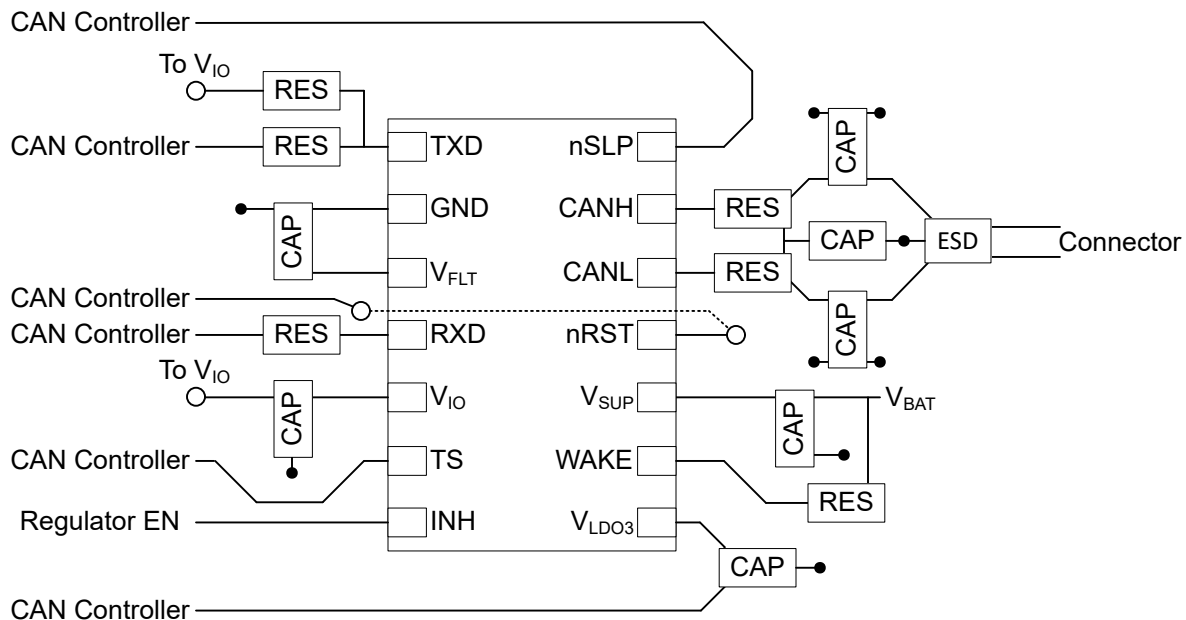 CAN Controller
To VIO
RES
CAN Controller
RES
TXD
nSLP
CAP
GND
CANH
RES
CAP
CAP
ESD
Connector
VFLT
CANL
RES
CAN Controller
CAN Controller
RES
RXD
nRST
CAP
To VIO
CAP
VIO
VSUP
CAP
VBAT
CAN Controller
TS
WAKE
RES
Regulator EN
INH
VLDO3
CAP
CAN Controller